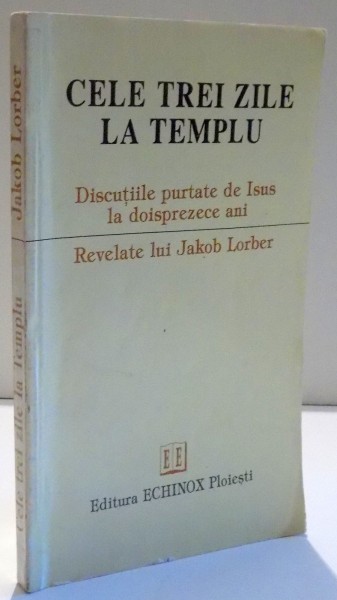 CELE TREI ZILE
LA TEMPLU
Discuțiile purtate de Isus
la doisprezece ani
Revelate lui Jakob Lorber
E E
Editura ECHINOX Ploiești
Cele trei zile la Templu Jakob Lorber